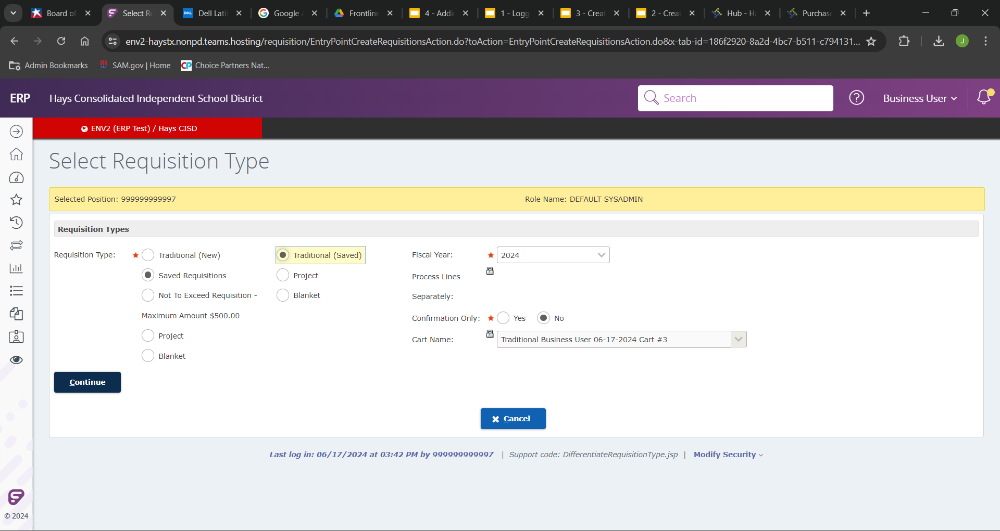 Board of
Select Re
Dell Lati
Google
Frontline
4 - Addi
1 - Logg
3 - Creat
2 - Creat
Hub - Ha
Purchase
env2-haystx.nonpd.teams.hosting/requisition/EntryPointCreateRequisitionsAction.do?toAction=EntryPointCreateRequisitionsAction.do&x-tab-id=186f2920-8a2d-4bc7-b511-c794131...
J
Admin Bookmarks
SAM.gov | Home
CP Choice Partners Nat...
ERP Hays Consolidated Independent School District
Search
Business User
ENV2 (ERP Test) / Hays CISD
Select Requisition Type
Selected Position: 999999999997
Role Name: DEFAULT SYSADMIN
Requisition Types
Requisition Type:
Traditional (New)
Traditional (Saved)
Saved Requisitions
Project
Not To Exceed Requisition -
Blanket
Maximum Amount $500.00
Project
Blanket
Fiscal Year:
2024
Process Lines
Separately:
Confirmation Only:
Yes
No
Cart Name:
Traditional Business User 06-17-2024 Cart #3
Continue
Cancel
Last log in: 06/17/2024 at 03:42 PM by 999999999997 | Support code: DifferentiateRequisitionType.jsp | Modify Security
© 2024